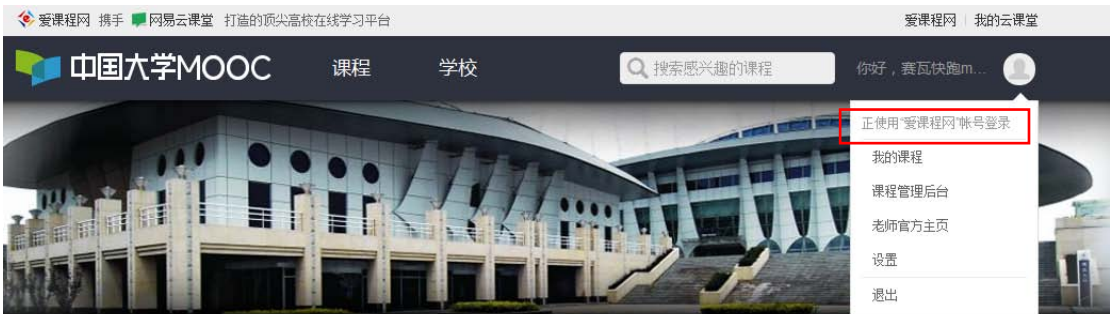 爱课程网 携手 网易云课堂 打造的顶尖高校在线学习平台 爱课程网 我的云课堂
中国大学MOOC 课程 学校 搜索感兴趣的课程 你好，赛瓦快跑m...
正使用“爱课程网”帐号登录
我的课程
课程管理后台
老师官方主页
设置
退出